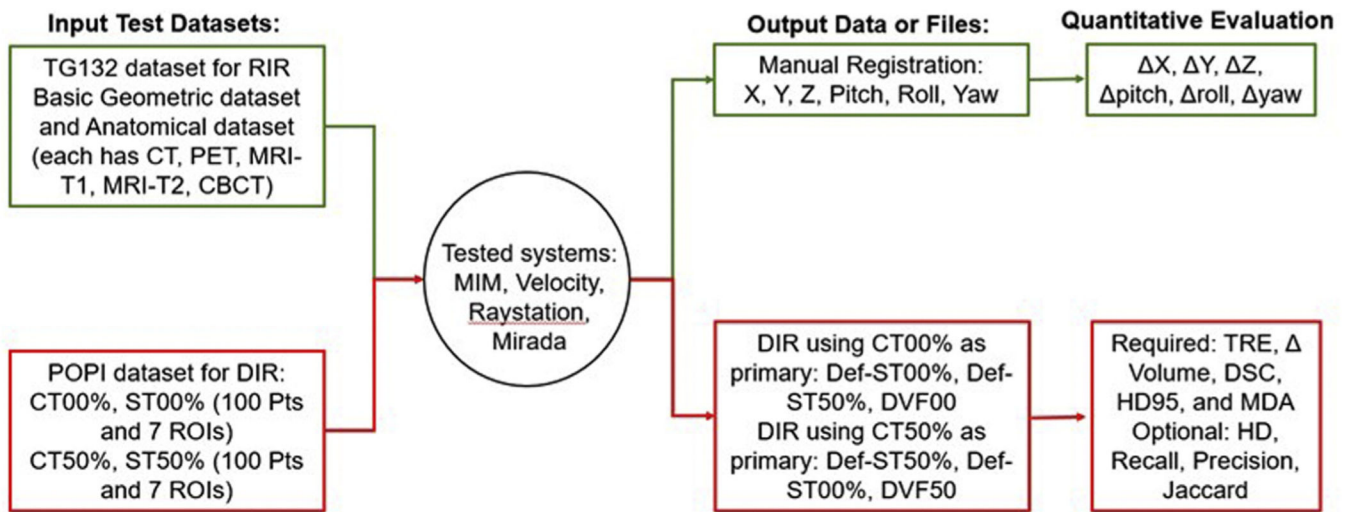 Input Test Datasets:
TG132 dataset for RIR
Basic Geometric dataset
and Anatomical dataset
(each has CT, PET, MRI-
T1, MRI-T2, CBCT)
POPI dataset for DIR:
CT00%, ST00% (100 Pts
and 7 ROIs)
CT50%, ST50% (100 Pts
and 7 ROIs)
Tested systems:
MIM, Velocity,
Raystation,
Mirada
Output Data or Files:
Manual Registration:
X, Y, Z, Pitch, Roll, Yaw
DIR using CT00% as
primary: Def-ST00%, Def-
ST50%, DVF00
DIR using CT50% as
primary: Def-ST50%, Def-
ST00%, DVF50
Quantitative Evaluation
ΔX, ΔY, ΔZ,
Δpitch, Δroll, Δyaw
Required: TRE, Δ
Volume, DSC,
HD95, and MDA
Optional: HD,
Recall, Precision,
Jaccard